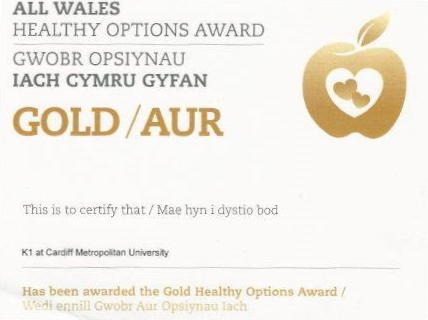 ALL WALES
HEALTHY OPTIONS AWARD
GWOBR OPSIYNAU
IACH CYMRU GYFAN
GOLD/AUR
This is to certify that / Mae hyn i dystio bod
K1 at Cardiff Metropolitan University
Has been awarded the Gold Healthy Options Award /
Wedi ennill Gwobr Aur Opsiynau Iach